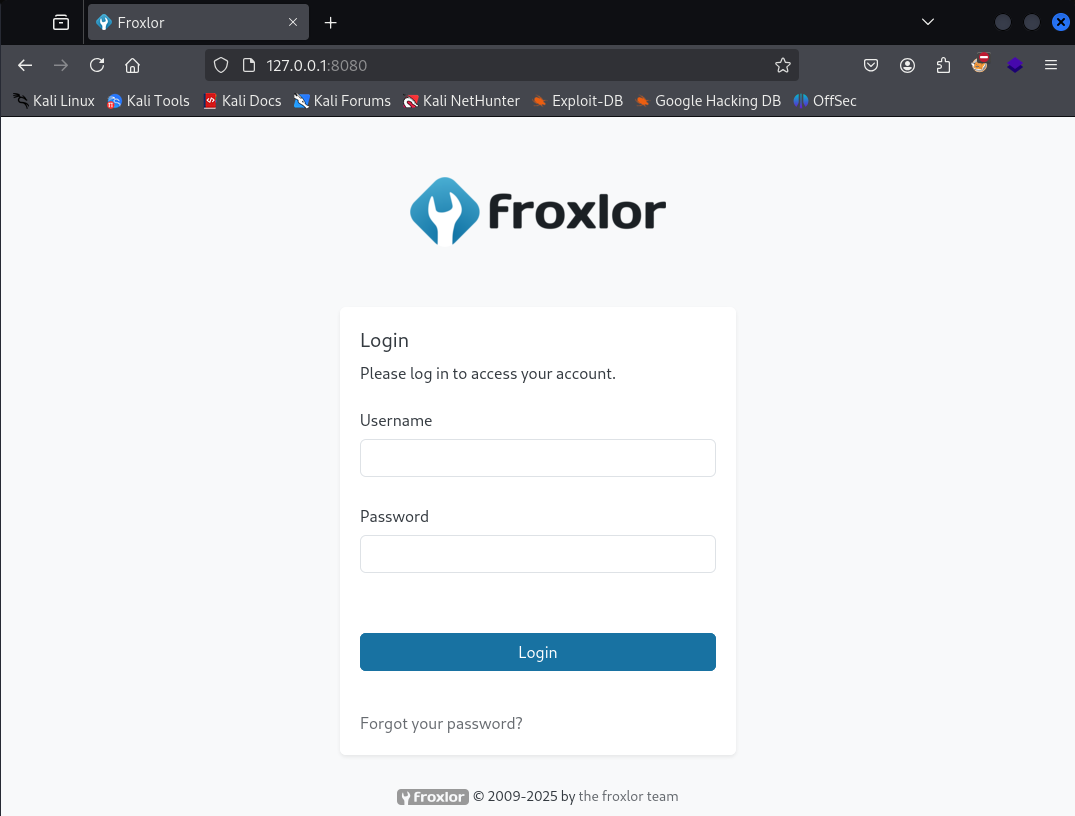 Froxlor
127.0.0.1:8080
Kali Linux Kali Tools Kali Docs Kali Forums Kali NetHunter Exploit-DB Google Hacking DB OffSec
froxlor
Login
Please log in to access your account.
Username
Password
Login
Forgot your password?
froxlor © 2009-2025 by the froxlor team